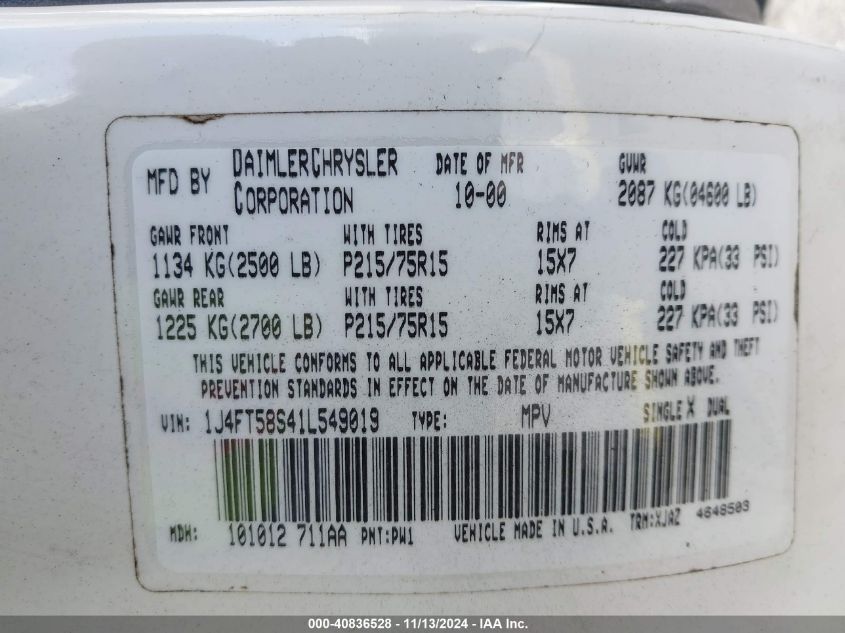 MFD BY DAIMLERCHRYSLER CORPORATION DATE OF MFR 10-00 GVWR 2087 KG(04600 LB)
GAWR FRONT WITH TIRES RIMS AT COLD
1134 KG(2500 LB) P215/75R15 15X7 227 KPA(33 PSI)
GAWR REAR WITH TIRES RIMS AT COLD
1225 KG(2700 LB) P215/75R15 15X7 227 KPA(33 PSI)
THIS VEHICLE CONFORMS TO ALL APPLICABLE FEDERAL MOTOR VEHICLE SAFETY AND THEFT
PREVENTION STANDARDS IN EFFECT ON THE DATE OF MANUFACTURE SHOWN ABOVE.
VIN: 1J4FT58S41L549019 TYPE: MPV SINGLE X DUAL
MDH: 101012 711AA PNT:PW1 VEHICLE MADE IN U.S.A. TRM:XJAZ 4648503
000-40836528 - 11/13/2024 - IAA Inc.